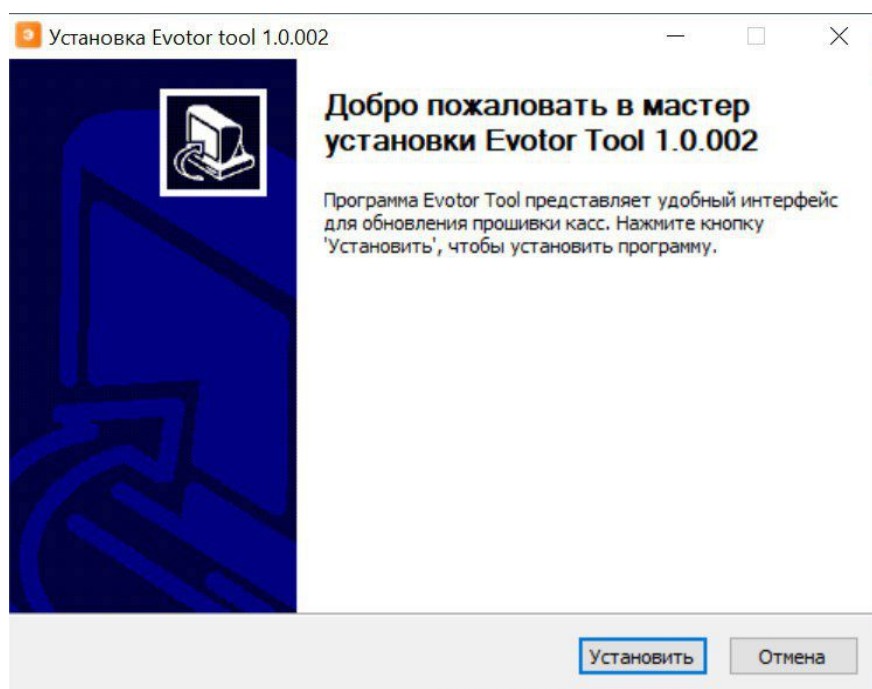 Установка Evotor tool 1.0.002
Добро пожаловать в мастер
установки Evotor Tool 1.0.002
Программа Evotor Tool представляет удобный интерфейс
для обновления прошивки касс. Нажмите кнопку
'Установить', чтобы установить программу.
Установить
Отмена